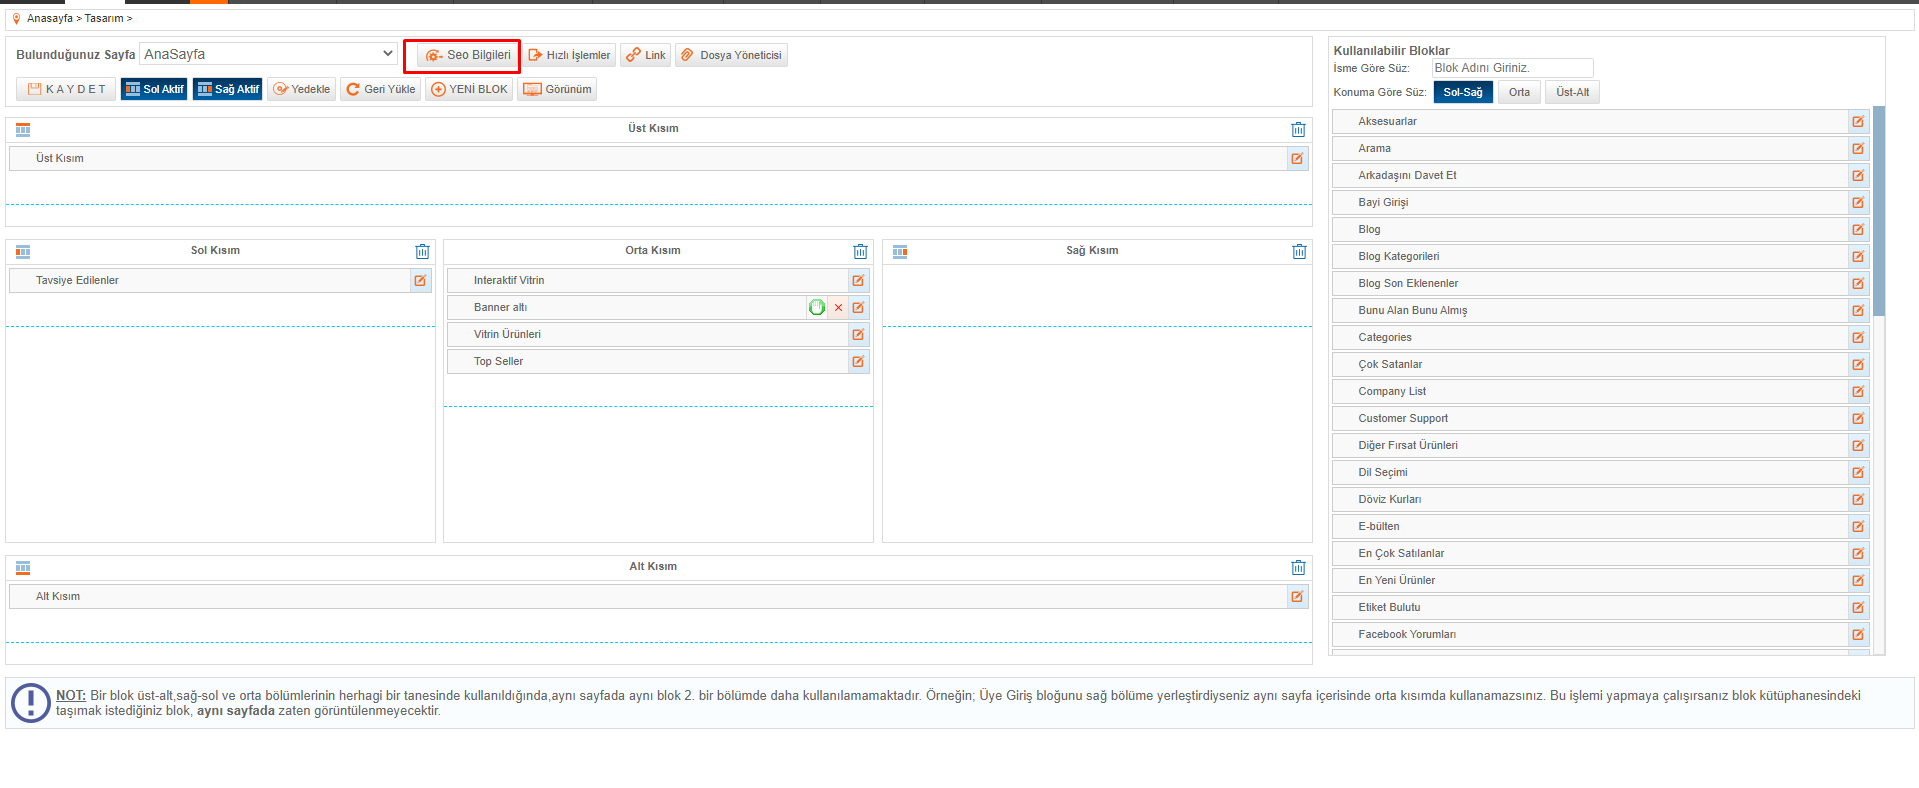 Anasayfa > Tasarım >
Bulunduğunuz Sayfa AnaSayfa Seo Bilgileri Hızlı İşlemler Link Dosya Yöneticisi
K A Y D E T Sol Aktif Sağ Aktif Yedekle Geri Yükle YENİ BLOK Görünüm
Üst Kısım
Üst Kısım
Sol Kısım
Tavsiye Edilenler
Orta Kısım
Interaktif Vitrin
Banner altı
Vitrin Ürünleri
Top Seller
Sağ Kısım
Alt Kısım
Alt Kısım
Kullanılabilir Bloklar
İsme Göre Süz: Blok Adını Giriniz.
Konuma Göre Süz: Sol-Sağ Orta Üst-Alt
Aksesuarlar
Arama
Arkadaşını Davet Et
Bayi Girişi
Blog
Blog Kategorileri
Blog Son Eklenenler
Bunu Alan Bunu Almış
Categories
Çok Satanlar
Company List
Customer Support
Diğer Fırsat Ürünleri
Dil Seçimi
Döviz Kurları
E-bülten
En Çok Satılanlar
En Yeni Ürünler
Etiket Bulutu
Facebook Yorumları
NOT: Bir blok üst-alt,sağ-sol ve orta bölümlerinin herhagi bir tanesinde kullanıldığında,aynı sayfada aynı blok 2. bir bölümde daha kullanılamamaktadır. Örneğin; Üye Giriş bloğunu sağ bölüme yerleştirdiyseniz aynı sayfa içerisinde orta kısımda kullanamazsınız. Bu işlemi yapmaya çalışırsanız blok kütüphanesindeki
taşımak istediğiniz blok, aynı sayfada zaten görüntülenmeyecektir.